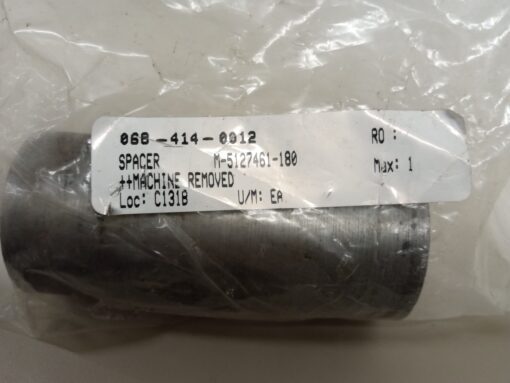 068-414-0012 RO :
SPACER M-5127461-180 Max: 1
++MACHINE REMOVED
Loc: C1318 U/M: EA